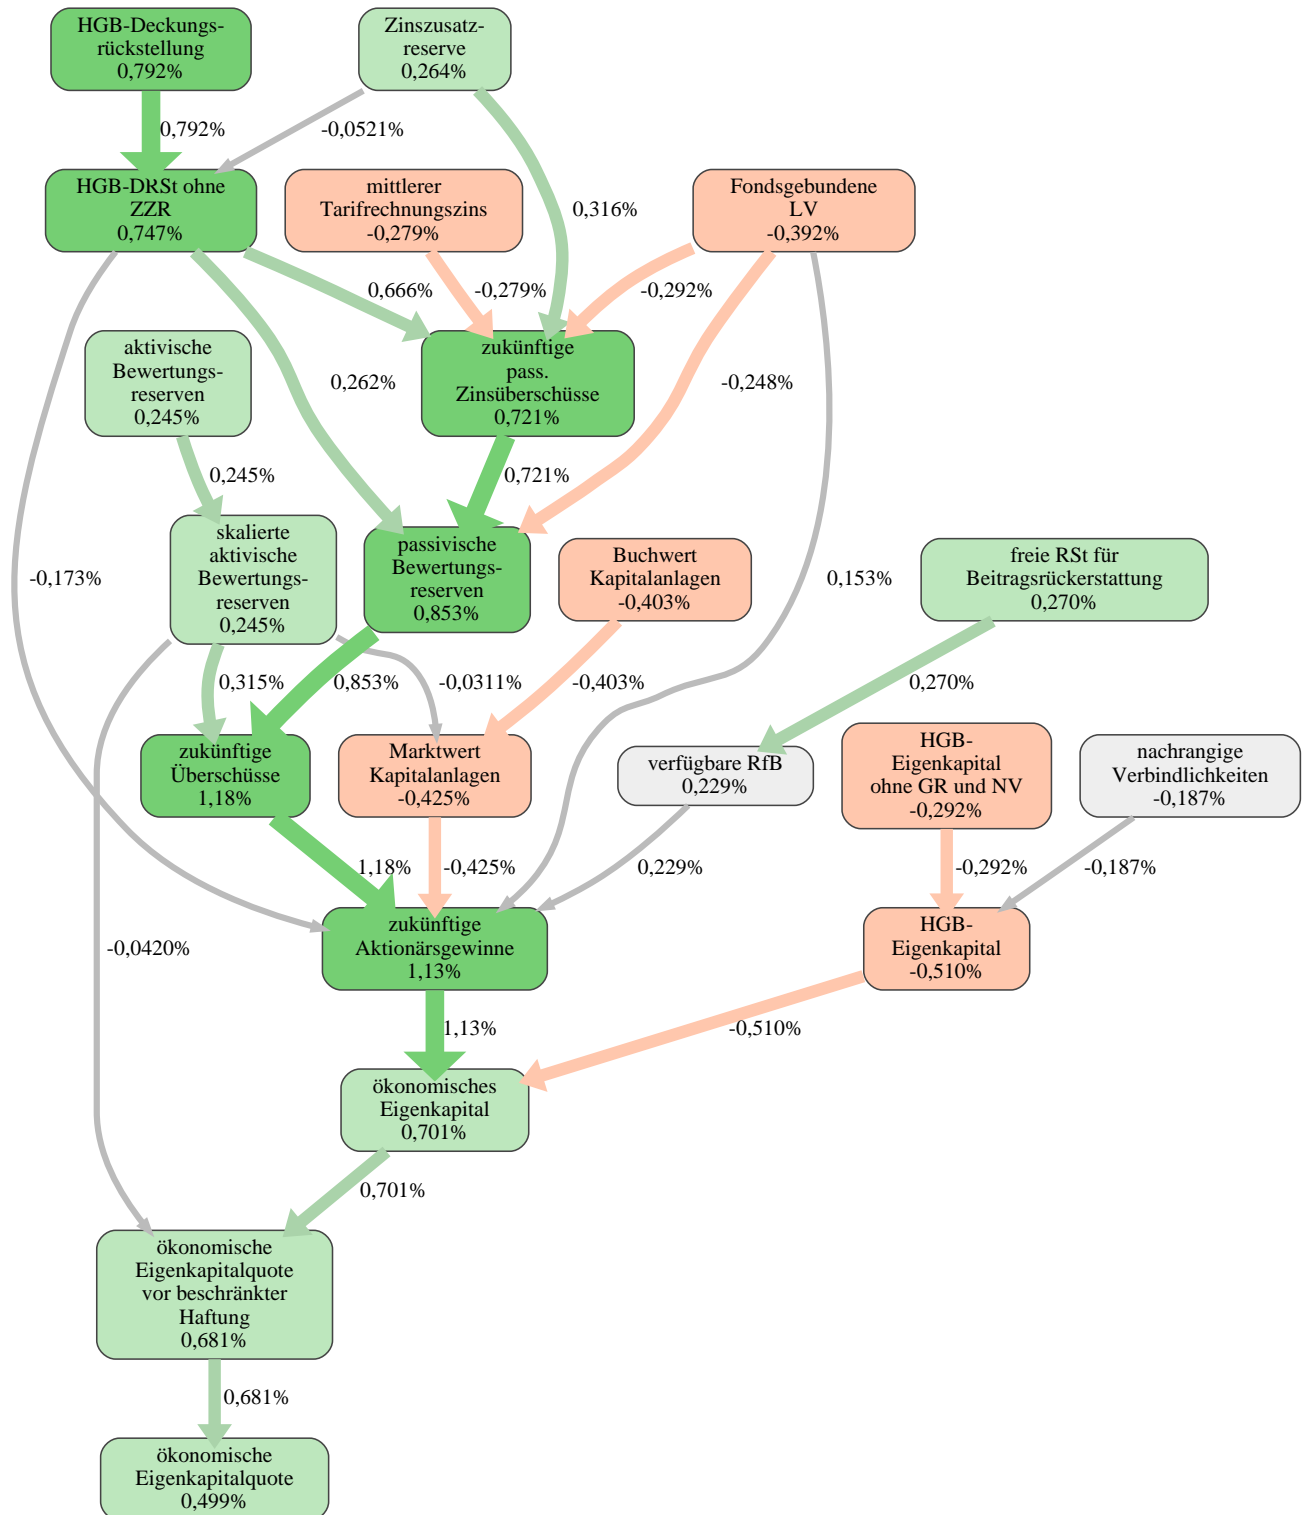 HGB-Deckungs-
rückstellung
0,792%
Zinszusatz-
reserve
0,264%
0,792%
-0,0521%
HGB-DRSt ohne
ZZR
0,747%
mittlerer
Tarifrechnungszins
-0,279%
0,316%
Fondsgebundene
LV
-0,392%
0,666%
-0,279%
-0,292%
aktivische
Bewertungs-
reserven
0,245%
0,262%
zukünftige
pass.
Zinsüberschüsse
0,721%
-0,248%
0,245%
0,721%
skalierte
aktivische
Bewertungs-
reserven
0,245%
passivische
Bewertungs-
reserven
0,853%
Buchwert
Kapitalanlagen
-0,403%
freie RSt für
Beitragsrückerstattung
0,270%
-0,173%
0,153%
0,315%
0,853%
-0,0311%
-0,403%
0,270%
zukünftige
Überschüsse
1,18%
Marktwert
Kapitalanlagen
-0,425%
verfügbare RfB
0,229%
HGB-
Eigenkapital
ohne GR und NV
-0,292%
nachrangige
Verbindlichkeiten
-0,187%
1,18%
-0,425%
0,229%
-0,292%
-0,187%
-0,0420%
zukünftige
Aktionärsgewinne
1,13%
HGB-
Eigenkapital
-0,510%
1,13%
-0,510%
ökonomisches
Eigenkapital
0,701%
0,701%
ökonomische
Eigenkapitalquote
vor beschränkter
Haftung
0,681%
0,681%
ökonomische
Eigenkapitalquote
0,499%